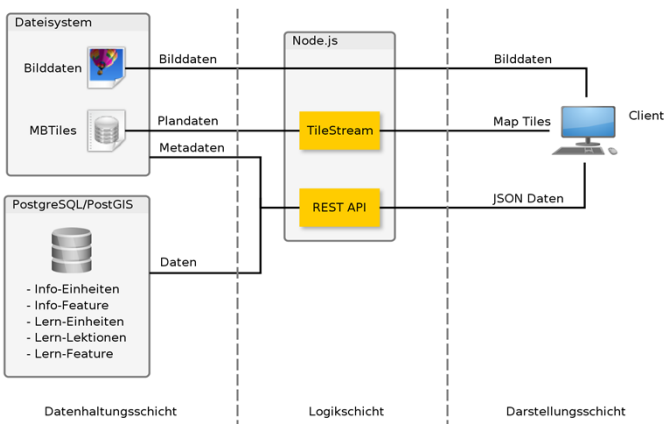 Dateisystem
Bilddaten
MBTiles
Bilddaten
Plandaten
Metadaten
PostgreSQL/PostGIS
- Info-Einheiten
- Info-Feature
- Lern-Einheiten
- Lern-Lektionen
- Lern-Feature
Daten
Node.js
TileStream
REST API
Bilddaten
Map Tiles
JSON Daten
Client
Datenhaltungsschicht
Logikschicht
Darstellungsschicht